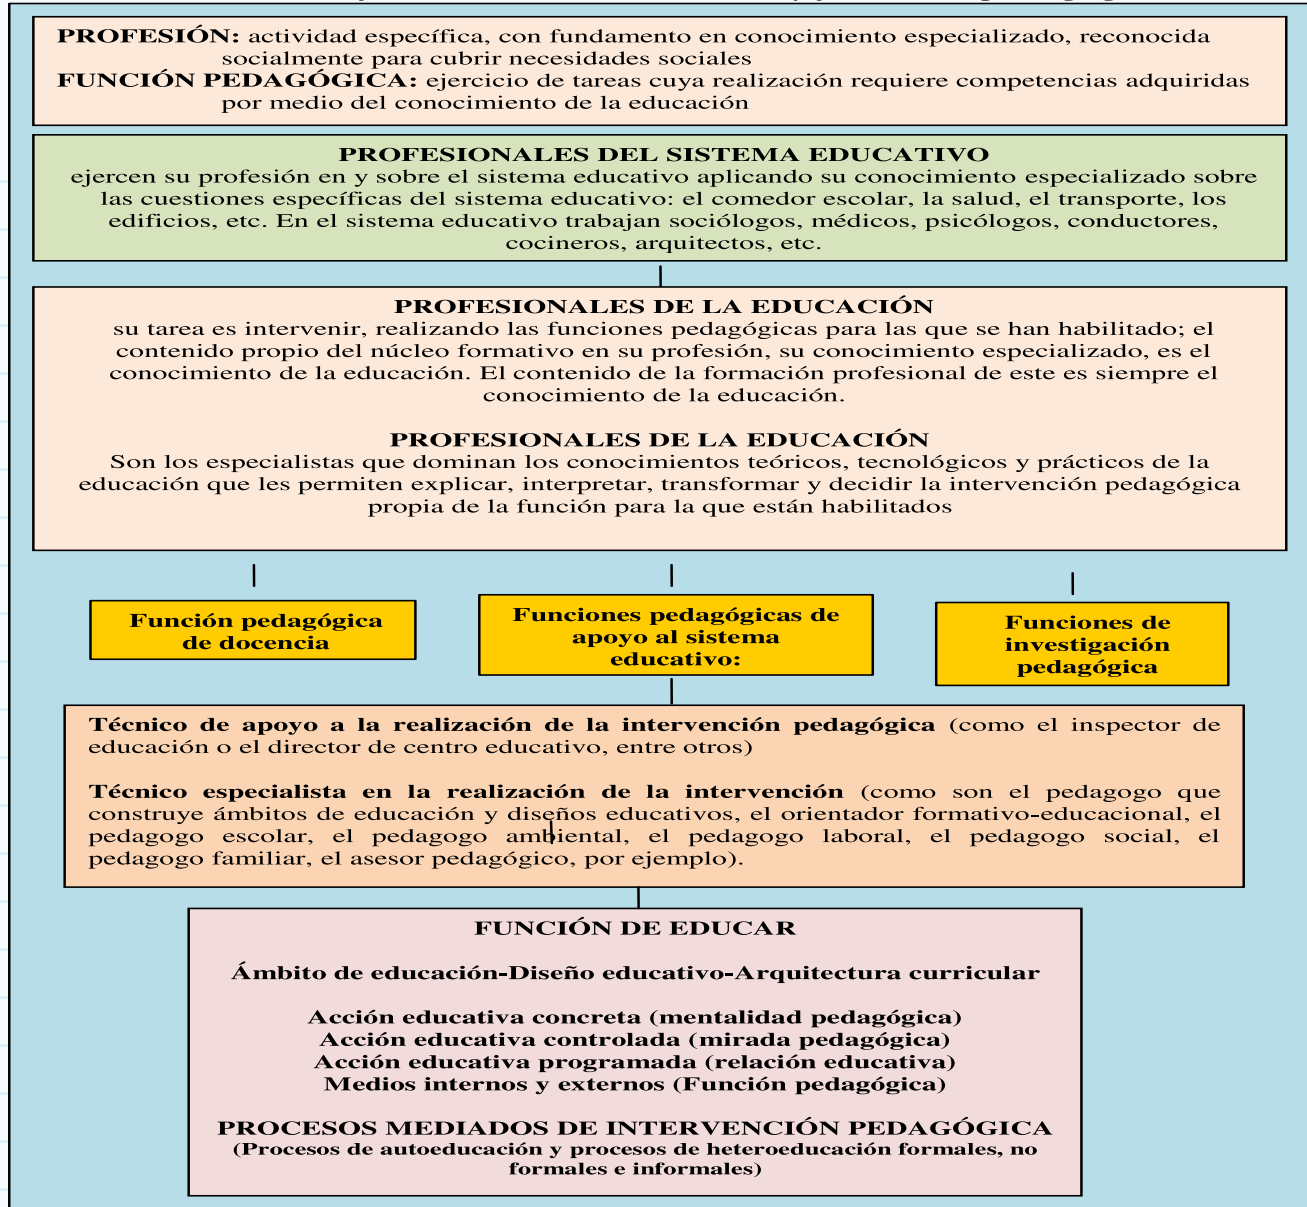 PROFESIÓN: actividad específica, con fundamento en conocimiento especializado, reconocida
socialmente para cubrir necesidades sociales
FUNCIÓN PEDAGÓGICA: ejercicio de tareas cuya realización requiere competencias adquiridas
por medio del conocimiento de la educación
PROFESIONALES DEL SISTEMA EDUCATIVO
ejercen su profesión en y sobre el sistema educativo aplicando su conocimiento especializado sobre
las cuestiones específicas del sistema educativo: el comedor escolar, la salud, el transporte, los
edificios, etc. En el sistema educativo trabajan sociólogos, médicos, psicólogos, conductores,
cocineros, arquitectos, etc.
PROFESIONALES DE LA EDUCACIÓN
su tarea es intervenir, realizando las funciones pedagógicas para las que se han habilitado; el
contenido propio del núcleo formativo en su profesión, su conocimiento especializado, es el
conocimiento de la educación. El contenido de la formación profesional de este es siempre el
conocimiento de la educación.
PROFESIONALES DE LA EDUCACIÓN
Son los especialistas que dominan los conocimientos teóricos, tecnológicos y prácticos de la
educación que les permiten explicar, interpretar, transformar y decidir la intervención pedagógica
propia de la función para la que están habilitados
Función pedagógica
de docencia
Funciones pedagógicas de
apoyo al sistema
educativo:
Funciones de
investigación
pedagógica
Técnico de apoyo a la realización de la intervención pedagógica (como el inspector de
educación o el director de centro educativo, entre otros)
Técnico especialista en la realización de la intervención (como son el pedagogo que
construye ámbitos de educación y diseños educativos, el orientador formativo-educacional, el
pedagogo escolar, el pedagogo ambiental, el pedagogo laboral, el pedagogo social, el
pedagogo familiar, el asesor pedagógico, por ejemplo).
FUNCIÓN DE EDUCAR
Ámbito de educación-Diseño educativo-Arquitectura curricular
Acción educativa concreta (mentalidad pedagógica)
Acción educativa controlada (mirada pedagógica)
Acción educativa programada (relación educativa)
Medios internos y externos (Función pedagógica)
PROCESOS MEDIADOS DE INTERVENCIÓN PEDAGÓGICA
(Procesos de autoeducación y procesos de heteroeducación formales, no
formales e informales)